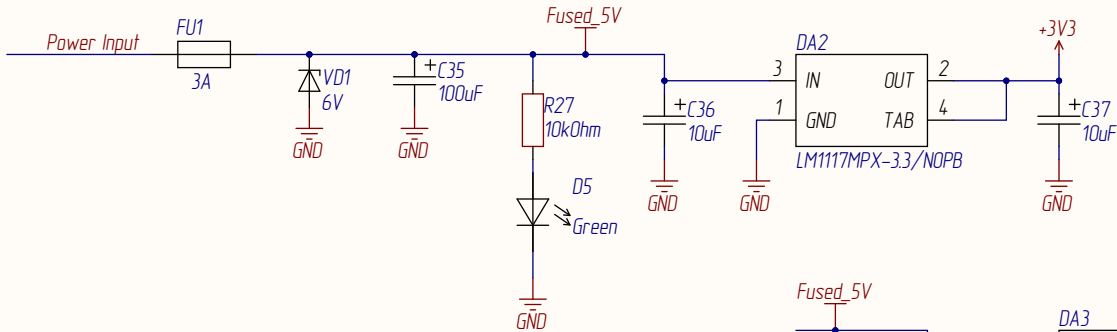 Power Input
FU1
3A
VD1
6V
GND
C35
100uF
GND
Fused_5V
R27
10kOhm
D5
Green
GND
C36
10uF
GND
DA2
3 IN OUT 2
1 GND TAB 4
LM1117MPX-3.3/NOPB
GND
+3V3
C37
10uF
GND
Fused_5V
DA3